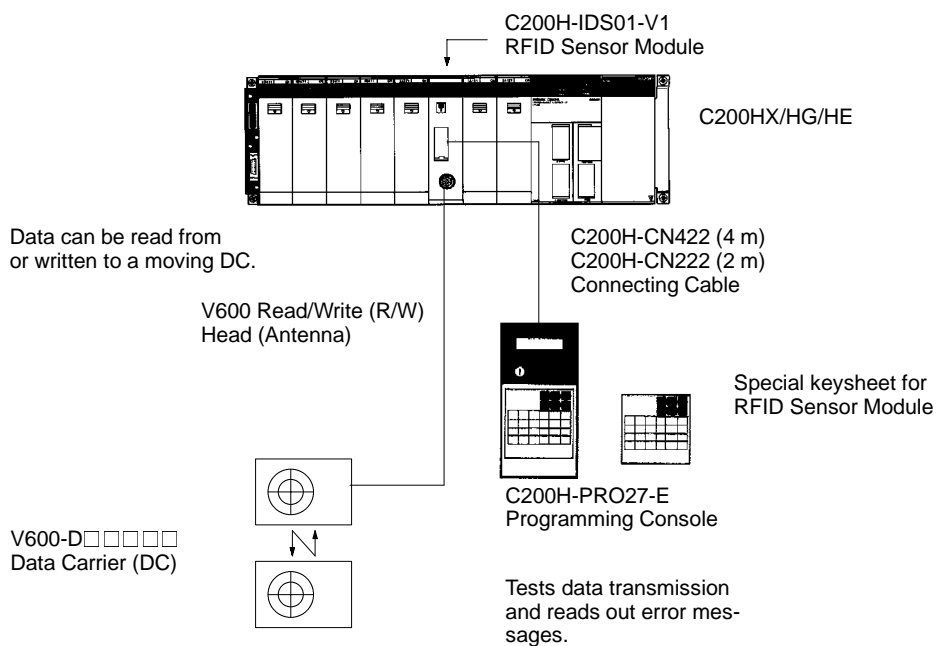 C200H-IDS01-V1
RFID Sensor Module
C200HX/HG/HE
Data can be read from
or written to a moving DC.
C200H-CN422 (4 m)
C200H-CN222 (2 m)
Connecting Cable
V600 Read/Write (R/W)
Head (Antenna)
Special keysheet for
RFID Sensor Module
C200H-PRO27-E
Programming Console
V600-D□□□□□
Data Carrier (DC)
Tests data transmission
and reads out error mes-
sages.